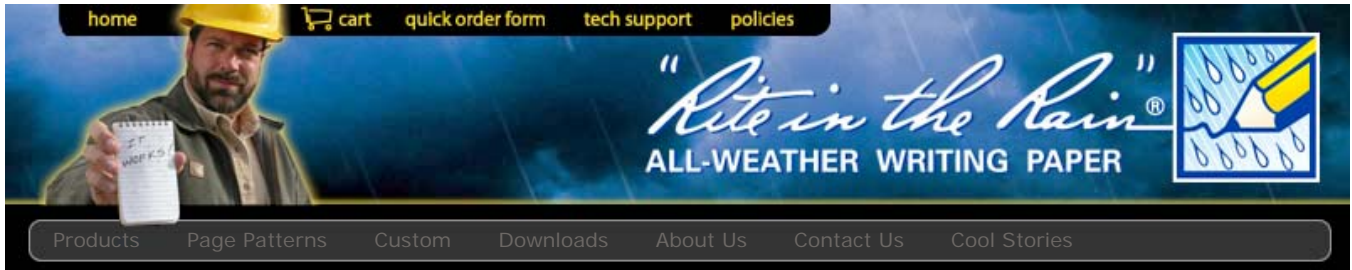 home cart quick order form tech support policies
"Rite in the Rain"®
ALL-WEATHER WRITING PAPER
IT
WORKS!
Products Page Patterns Custom Downloads About Us Contact Us Cool Stories